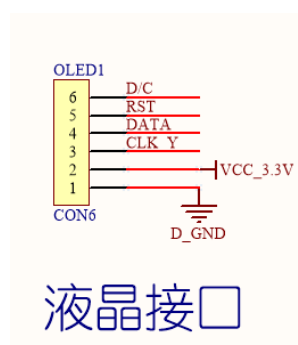 OLED1
6 D/C
5 RST
4 DATA
3 CLK_Y
2 VCC_3.3V
1
CON6
D_GND
液晶接口